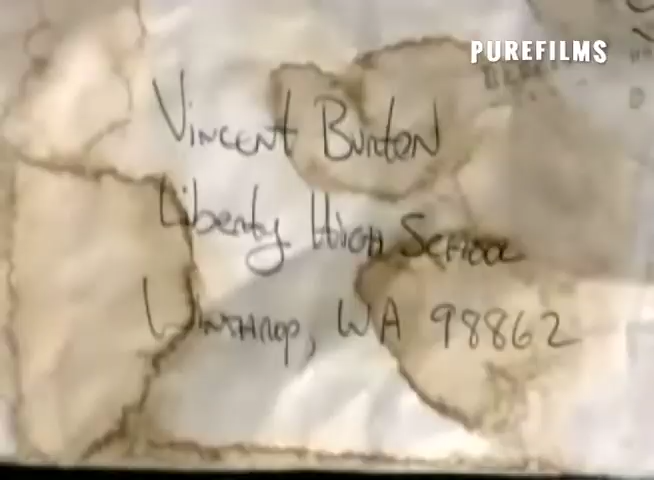 PUREFILMS
Vincent Burton
Liberty High School
Winthrop, WA 98862